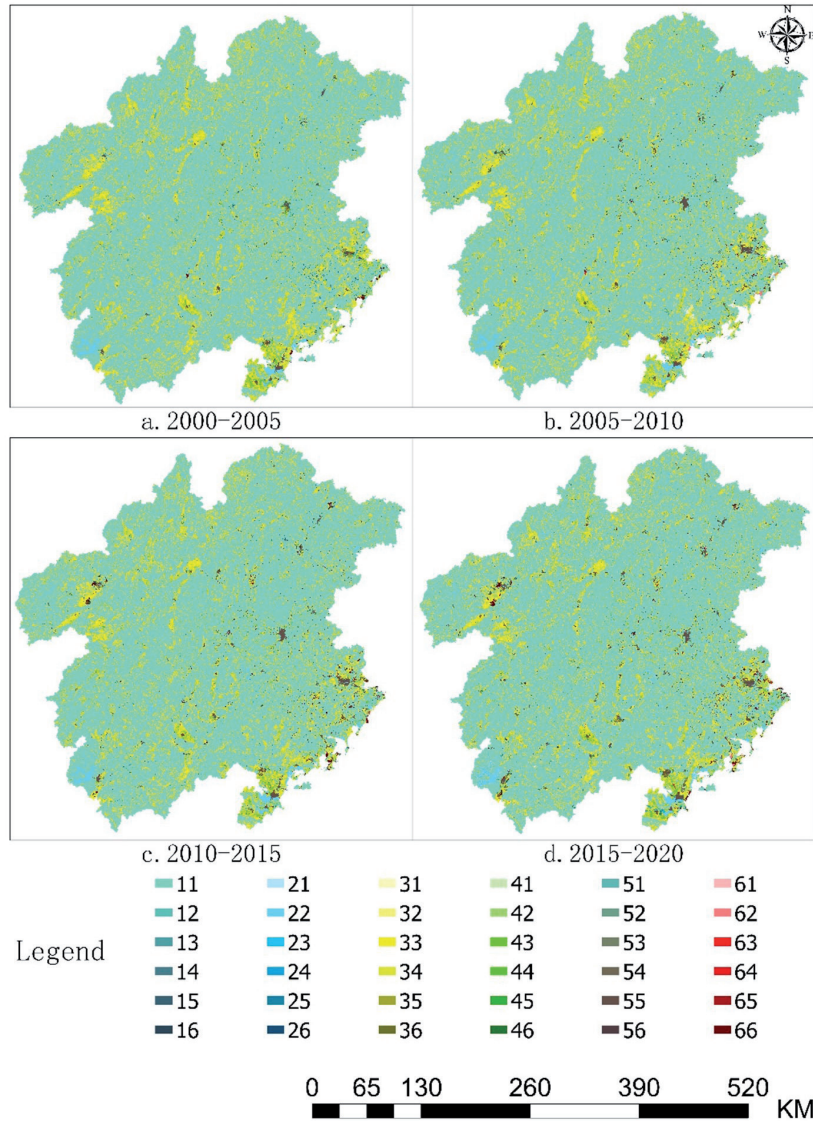 N
W E
S
a. 2000-2005 b. 2005-2010
c. 2010-2015 d. 2015-2020
11 21 31 41 51 61
12 22 32 42 52 62
Legend
13 23 33 43 53 63
14 24 34 44 54 64
15 25 35 45 55 65
16 26 36 46 56 66
0 65 130 260 390 520
KM